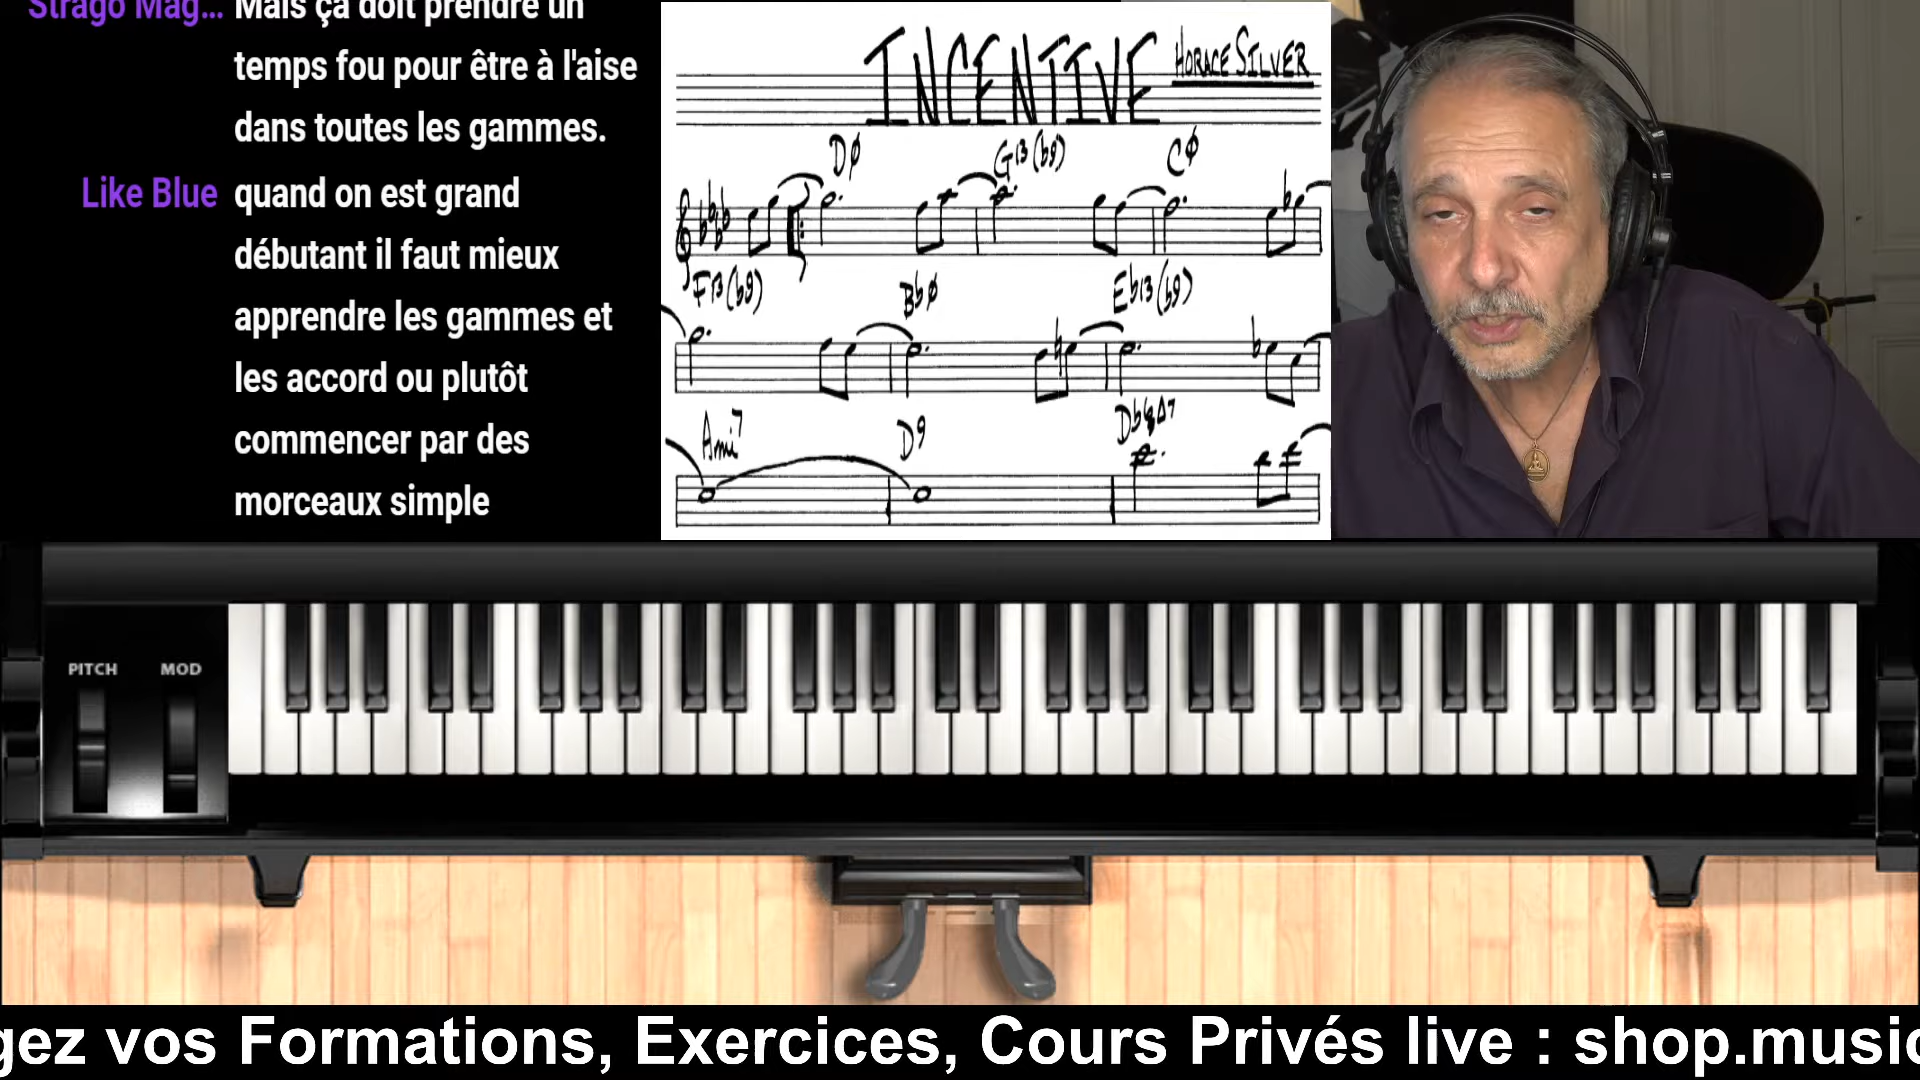 Strago Mag… Mais ça doit prendre un
temps fou pour être à l'aise
dans toutes les gammes.
Like Blue quand on est grand
débutant il faut mieux
apprendre les gammes et
les accord ou plutôt
commencer par des
morceaux simple
INCENTIVE HORACE SILVER
DØ G13(b9) CØ
F13(b9) BbØ Eb13(b9)
Ami7 D9
PITCH MOD
gez vos Formations, Exercices, Cours Privés live : shop.music